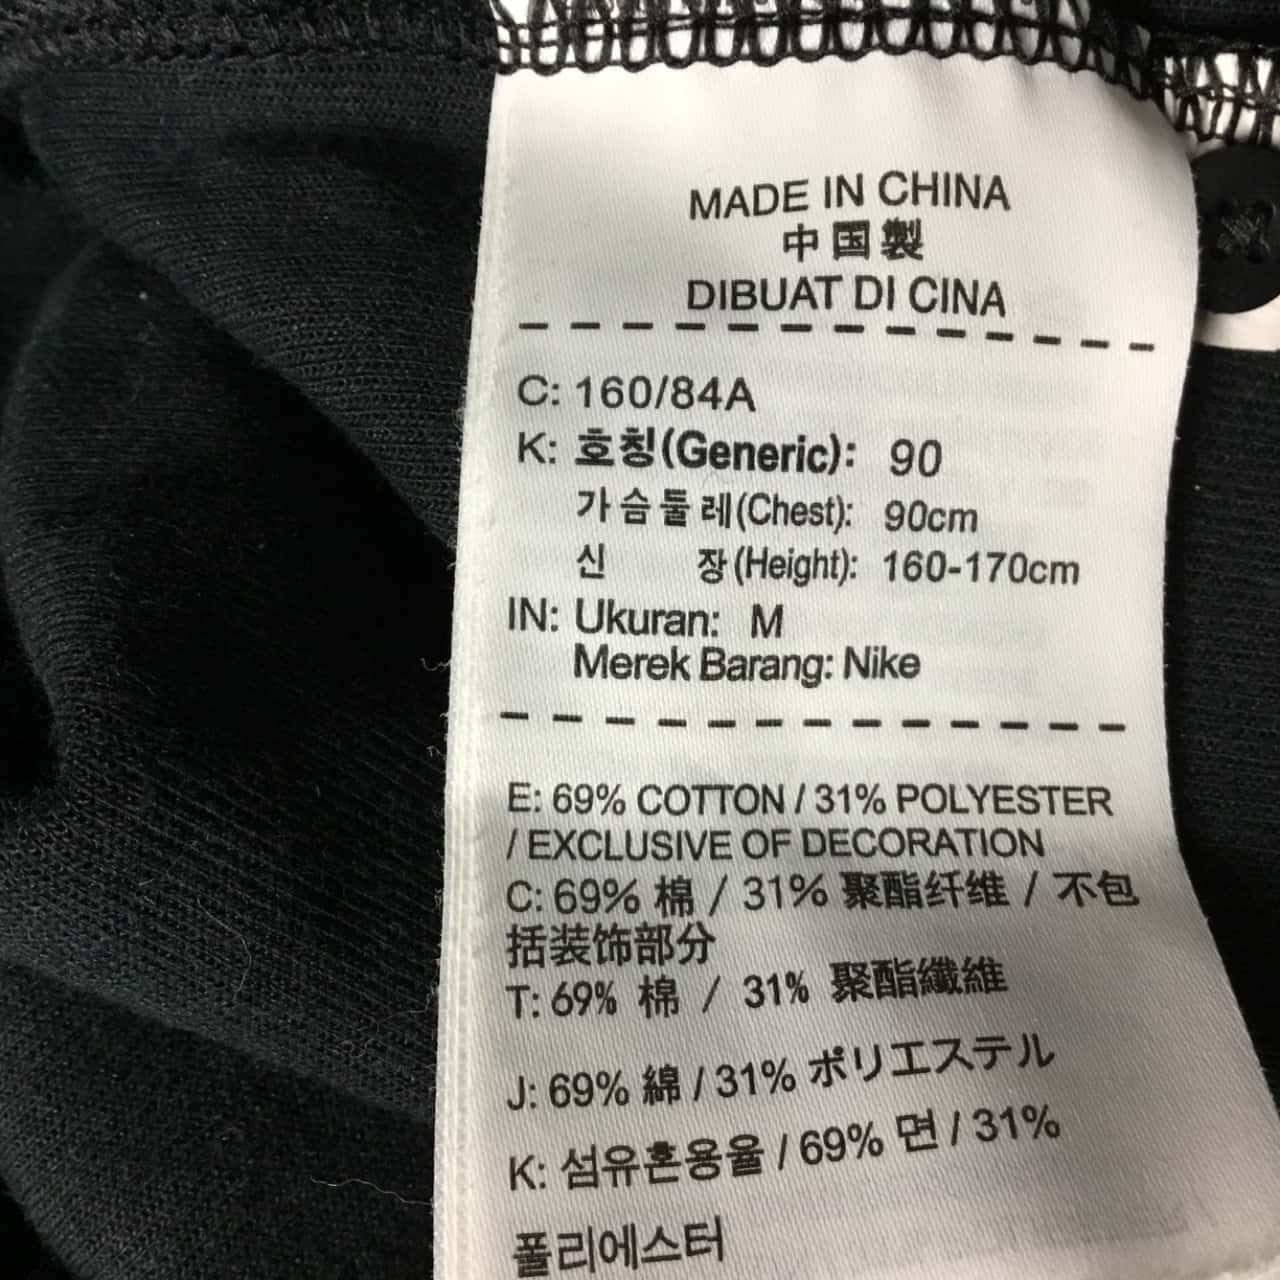 MADE IN CHINA
中国製
DIBUAT DI CINA
C: 160/84A
K: 호칭(Generic): 90
가슴둘레(Chest): 90cm
신 장(Height): 160-170cm
IN: Ukuran: M
Merek Barang: Nike
E: 69% COTTON / 31% POLYESTER
/ EXCLUSIVE OF DECORATION
C: 69% 棉 / 31% 聚酯纤维 / 不包
括装饰部分
T: 69% 棉 / 31% 聚酯纖維
J: 69% 綿 / 31% ポリエステル
K: 섬유혼용율 / 69% 면 / 31%
폴리에스터